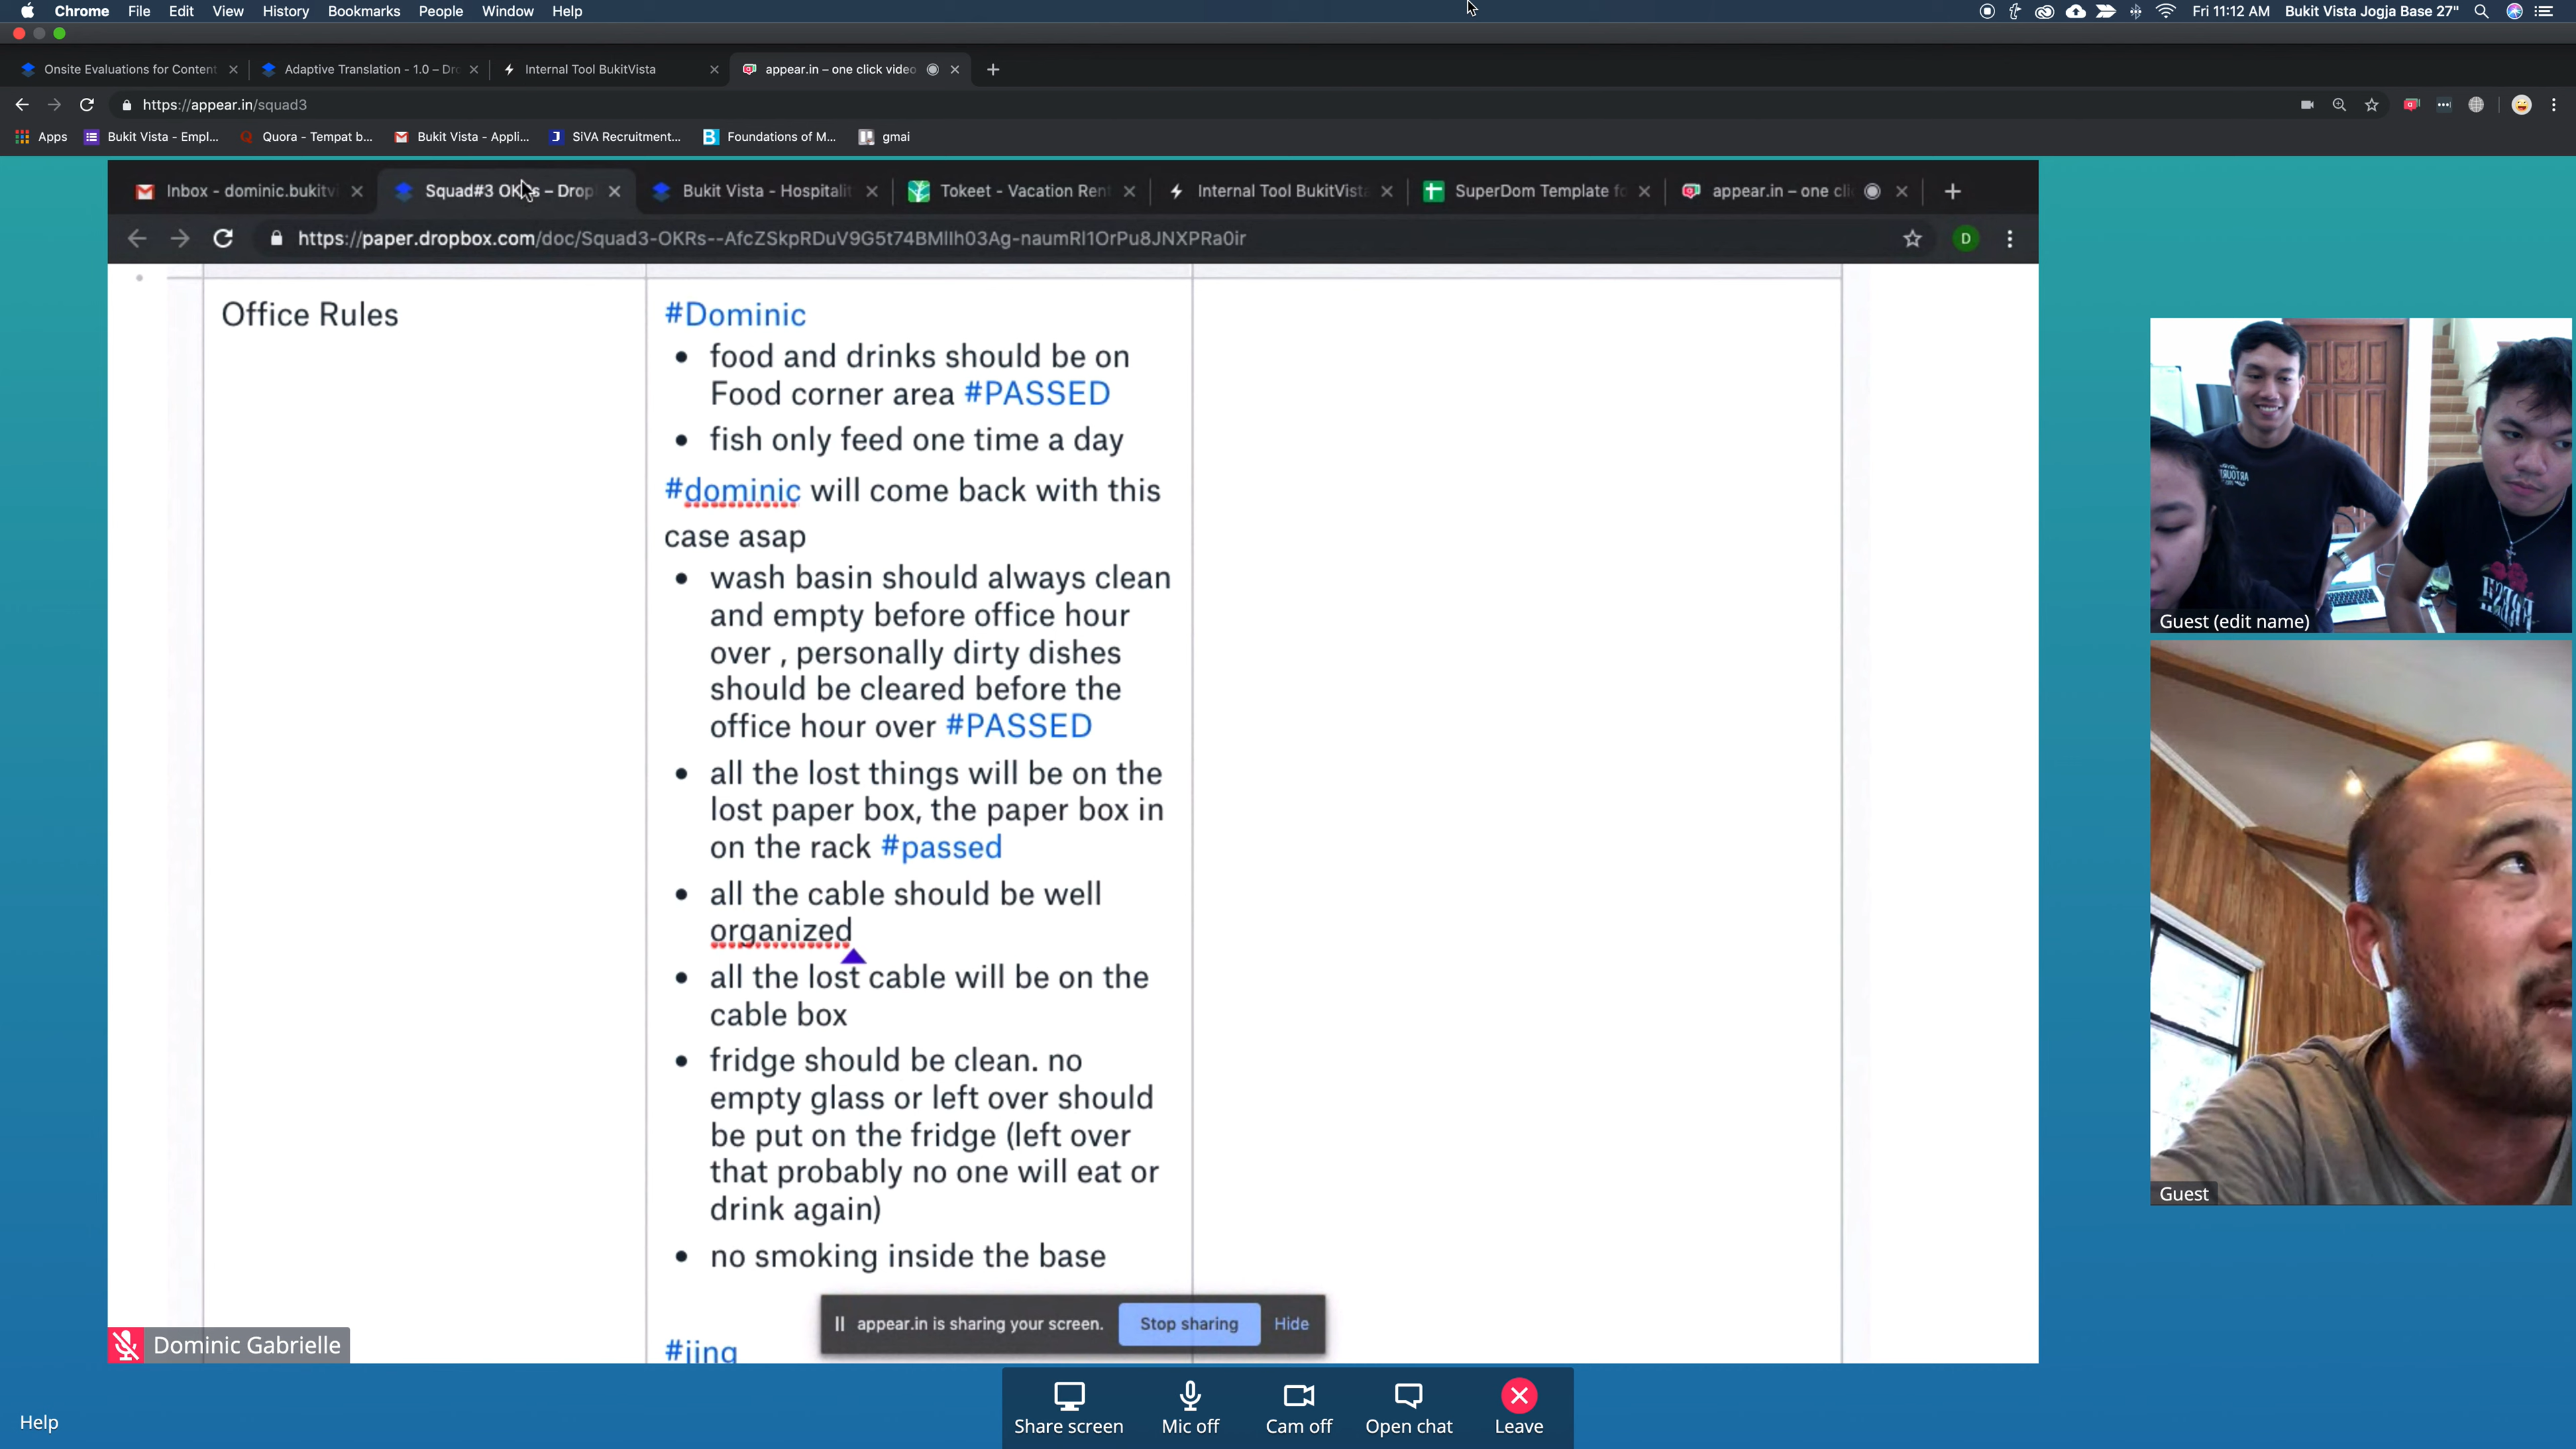 Chrome File Edit View History Bookmarks People Window Help
Fri 11:12 AM Bukit Vista Jogja Base 27"
Onsite Evaluations for Content
Adaptive Translation - 1.0 – Dro
Internal Tool BukitVista
appear.in – one click video
https://appear.in/squad3
Apps
Bukit Vista - Empl...
Quora - Tempat b...
Bukit Vista - Appli...
SiVA Recruitment...
Foundations of M...
gmai
Inbox - dominic.bukitvi
Squad#3 OKRs – Drop
Bukit Vista - Hospitalit
Tokeet - Vacation Rent
Internal Tool BukitVista
SuperDom Template fo
appear.in – one cli
https://paper.dropbox.com/doc/Squad3-OKRs--AfcZSkpRDuV9G5t74BMlIh03Ag-naumRl1OrPu8JNXPRa0ir
D
Office Rules
#Dominic
• food and drinks should be on
Food corner area #PASSED
• fish only feed one time a day
#dominic will come back with this
case asap
• wash basin should always clean
and empty before office hour
over , personally dirty dishes
should be cleared before the
office hour over #PASSED
• all the lost things will be on the
lost paper box, the paper box in
on the rack #passed
• all the cable should be well
organized
• all the lost cable will be on the
cable box
• fridge should be clean. no
empty glass or left over should
be put on the fridge (left over
that probably no one will eat or
drink again)
• no smoking inside the base
#jing
appear.in is sharing your screen.
Stop sharing
Hide
Dominic Gabrielle
Guest (edit name)
Guest
Help
Share screen
Mic off
Cam off
Open chat
Leave